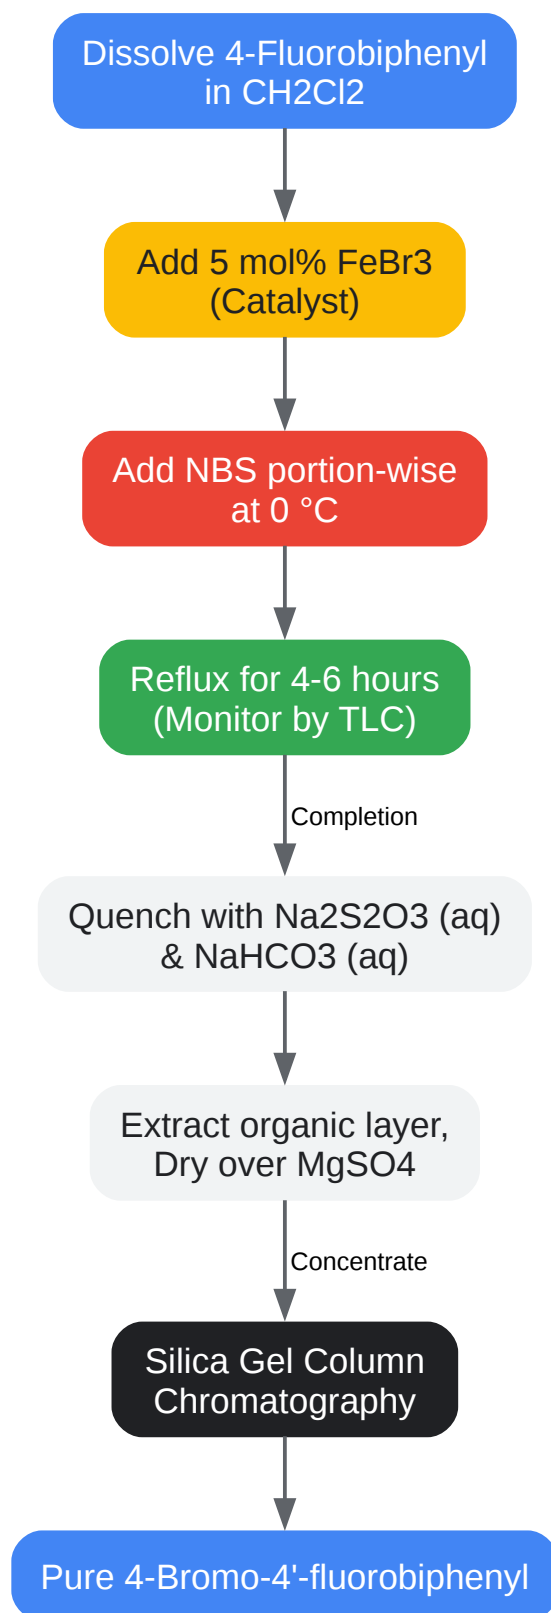 Dissolve 4-Fluorobiphenyl
in CH2Cl2
Add 5 mol% FeBr3
(Catalyst)
Add NBS portion-wise
at 0 °C
Reflux for 4-6 hours
(Monitor by TLC)
Completion
Quench with Na2S2O3 (aq)
& NaHCO3 (aq)
Extract organic layer,
Dry over MgSO4
Concentrate
Silica Gel Column
Chromatography
Pure 4-Bromo-4'-fluorobiphenyl